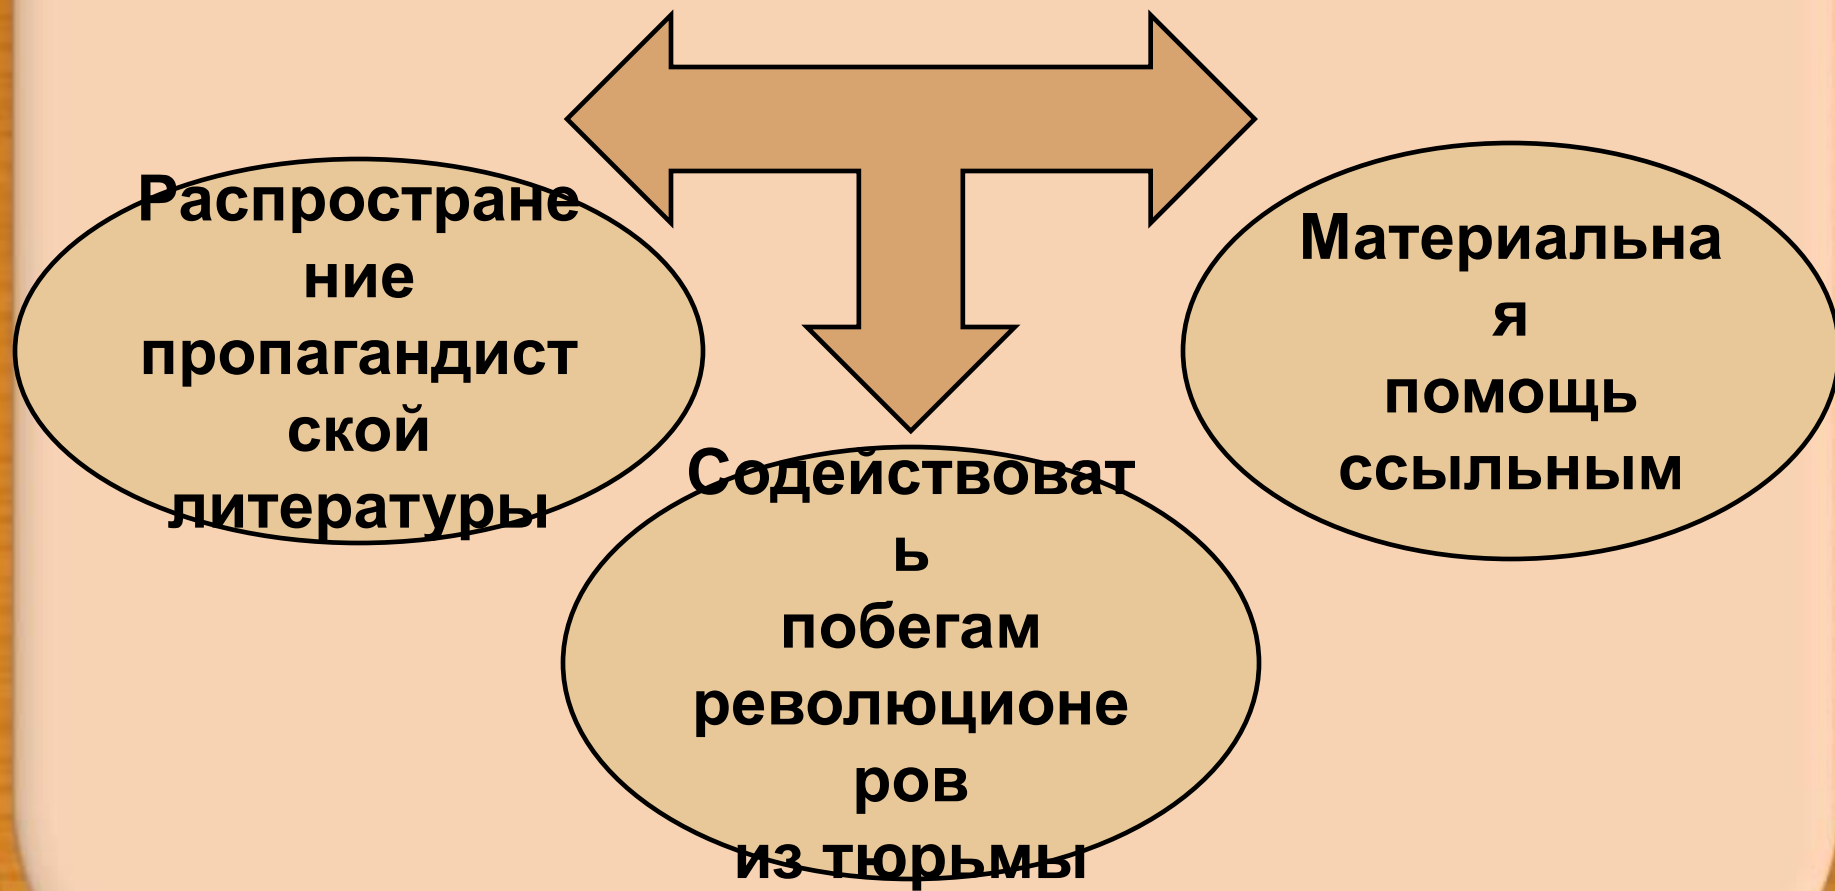 Распростране
ние
пропагандист
ской
литературы
Содействоват
ь
побегам
революционе
ров
из тюрьмы
Материальна
я
помощь
ссыльным